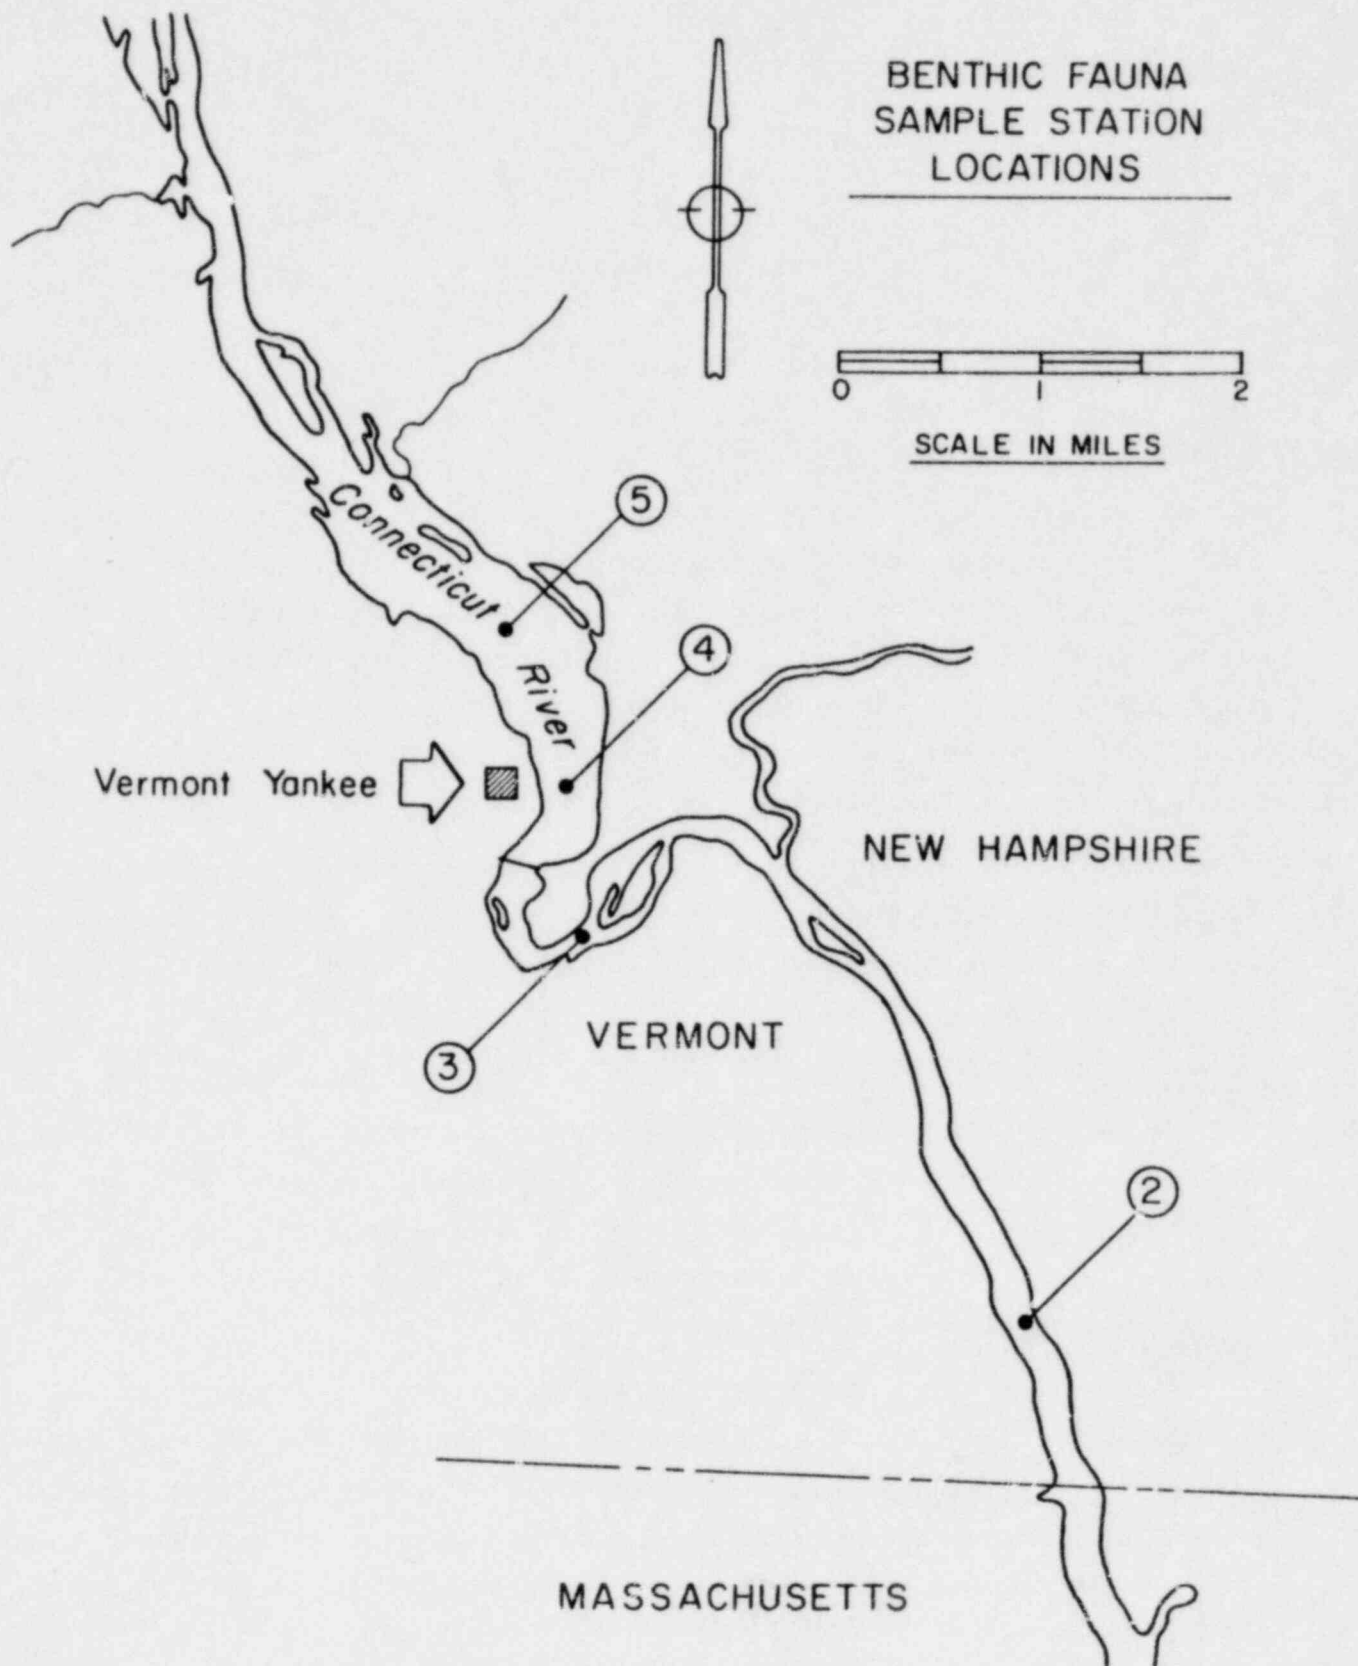 BENTHIC FAUNA
SAMPLE STATION
LOCATIONS
0 1 2
SCALE IN MILES
Connecticut
River
5
4
Vermont Yankee
NEW HAMPSHIRE
VERMONT
3
2
MASSACHUSETTS